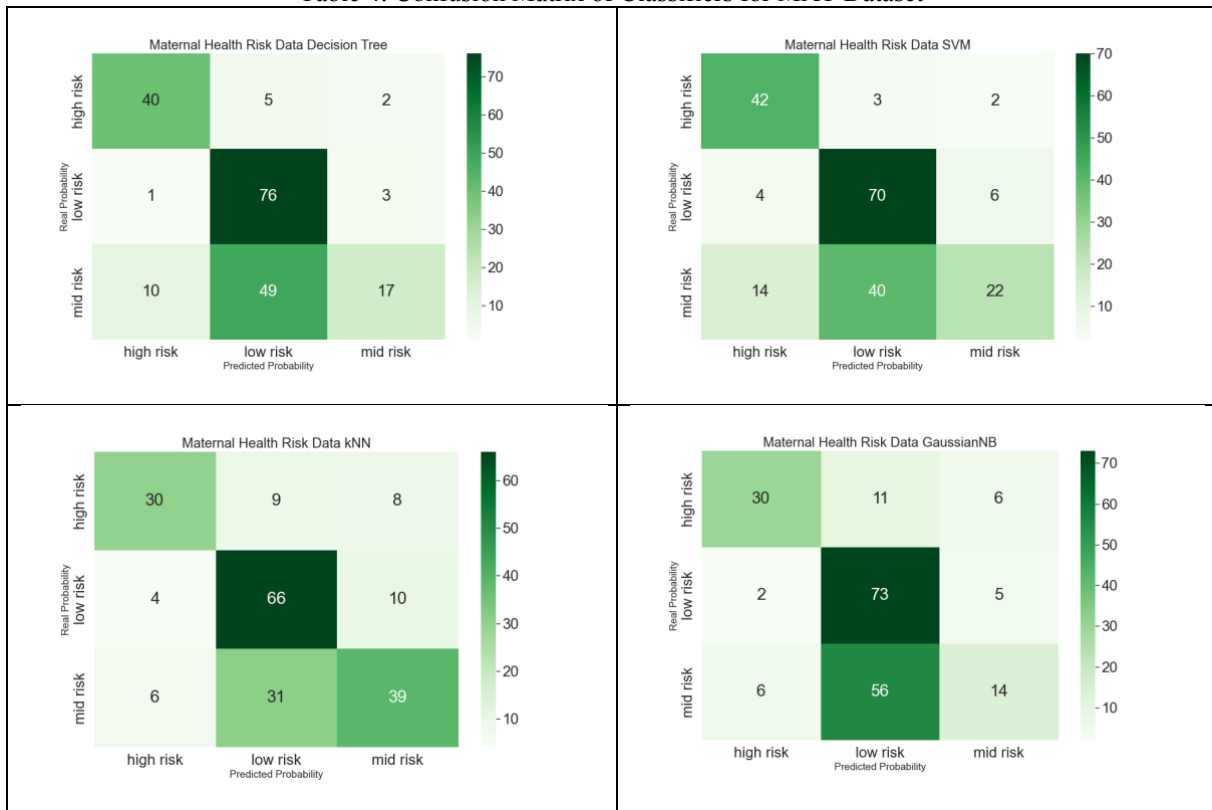 Maternal Health Risk Data Decision Tree
high risk 40 5 2
Real Probability
low risk 1 76 3
mid risk 10 49 17
high risk low risk mid risk
Predicted Probability
70
60
50
40
30
20
10
Maternal Health Risk Data SVM
high risk 42 3 2
Real Probability
low risk 4 70 6
mid risk 14 40 22
high risk low risk mid risk
Predicted Probability
70
60
50
40
30
20
10
Maternal Health Risk Data kNN
high risk 30 9 8
Real Probability
low risk 4 66 10
mid risk 6 31 39
high risk low risk mid risk
Predicted Probability
60
50
40
30
20
10
Maternal Health Risk Data GaussianNB
high risk 30 11 6
Real Probability
low risk 2 73 5
mid risk 6 56 14
high risk low risk mid risk
Predicted Probability
70
60
50
40
30
20
10